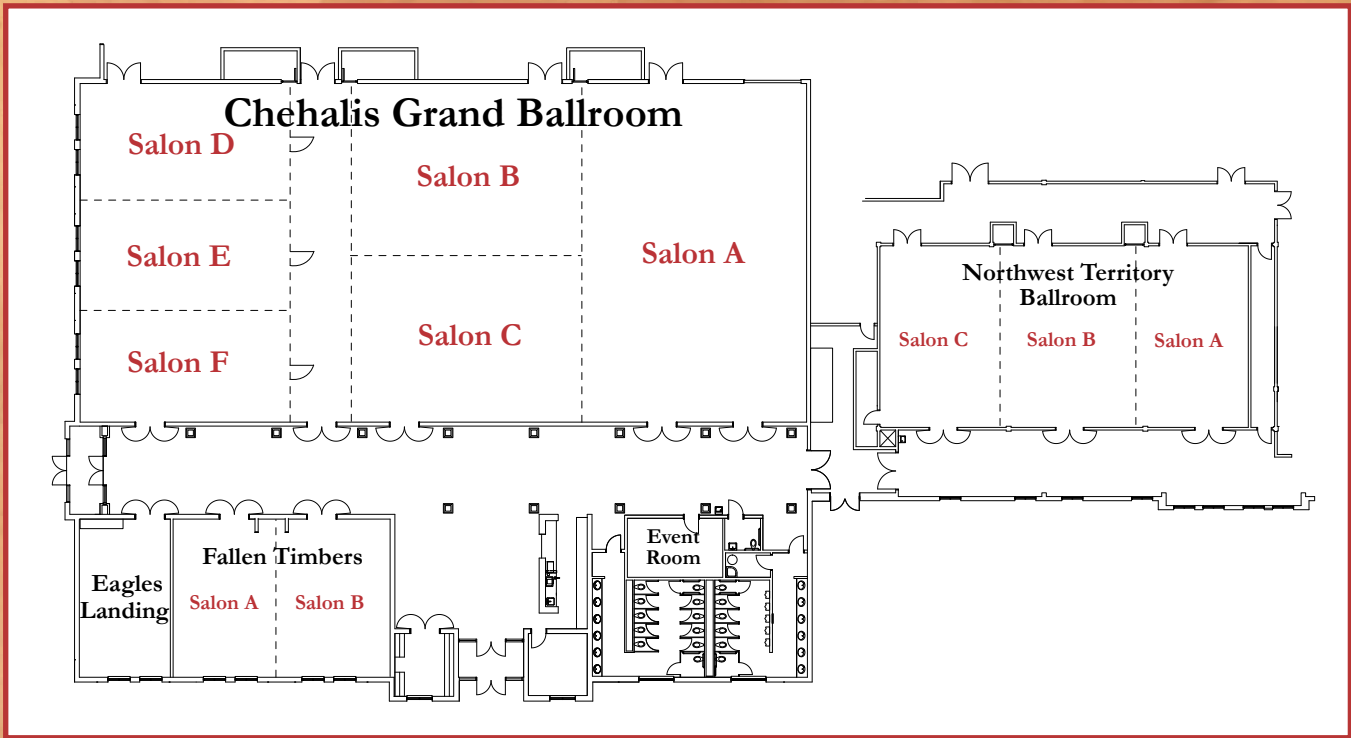 Chehalis Grand Ballroom
Salon D
Salon B
Salon E
Salon A
Salon F
Salon C
Northwest Territory
Ballroom
Salon C
Salon B
Salon A
Eagles
Landing
Fallen Timbers
Salon A
Salon B
Event
Room